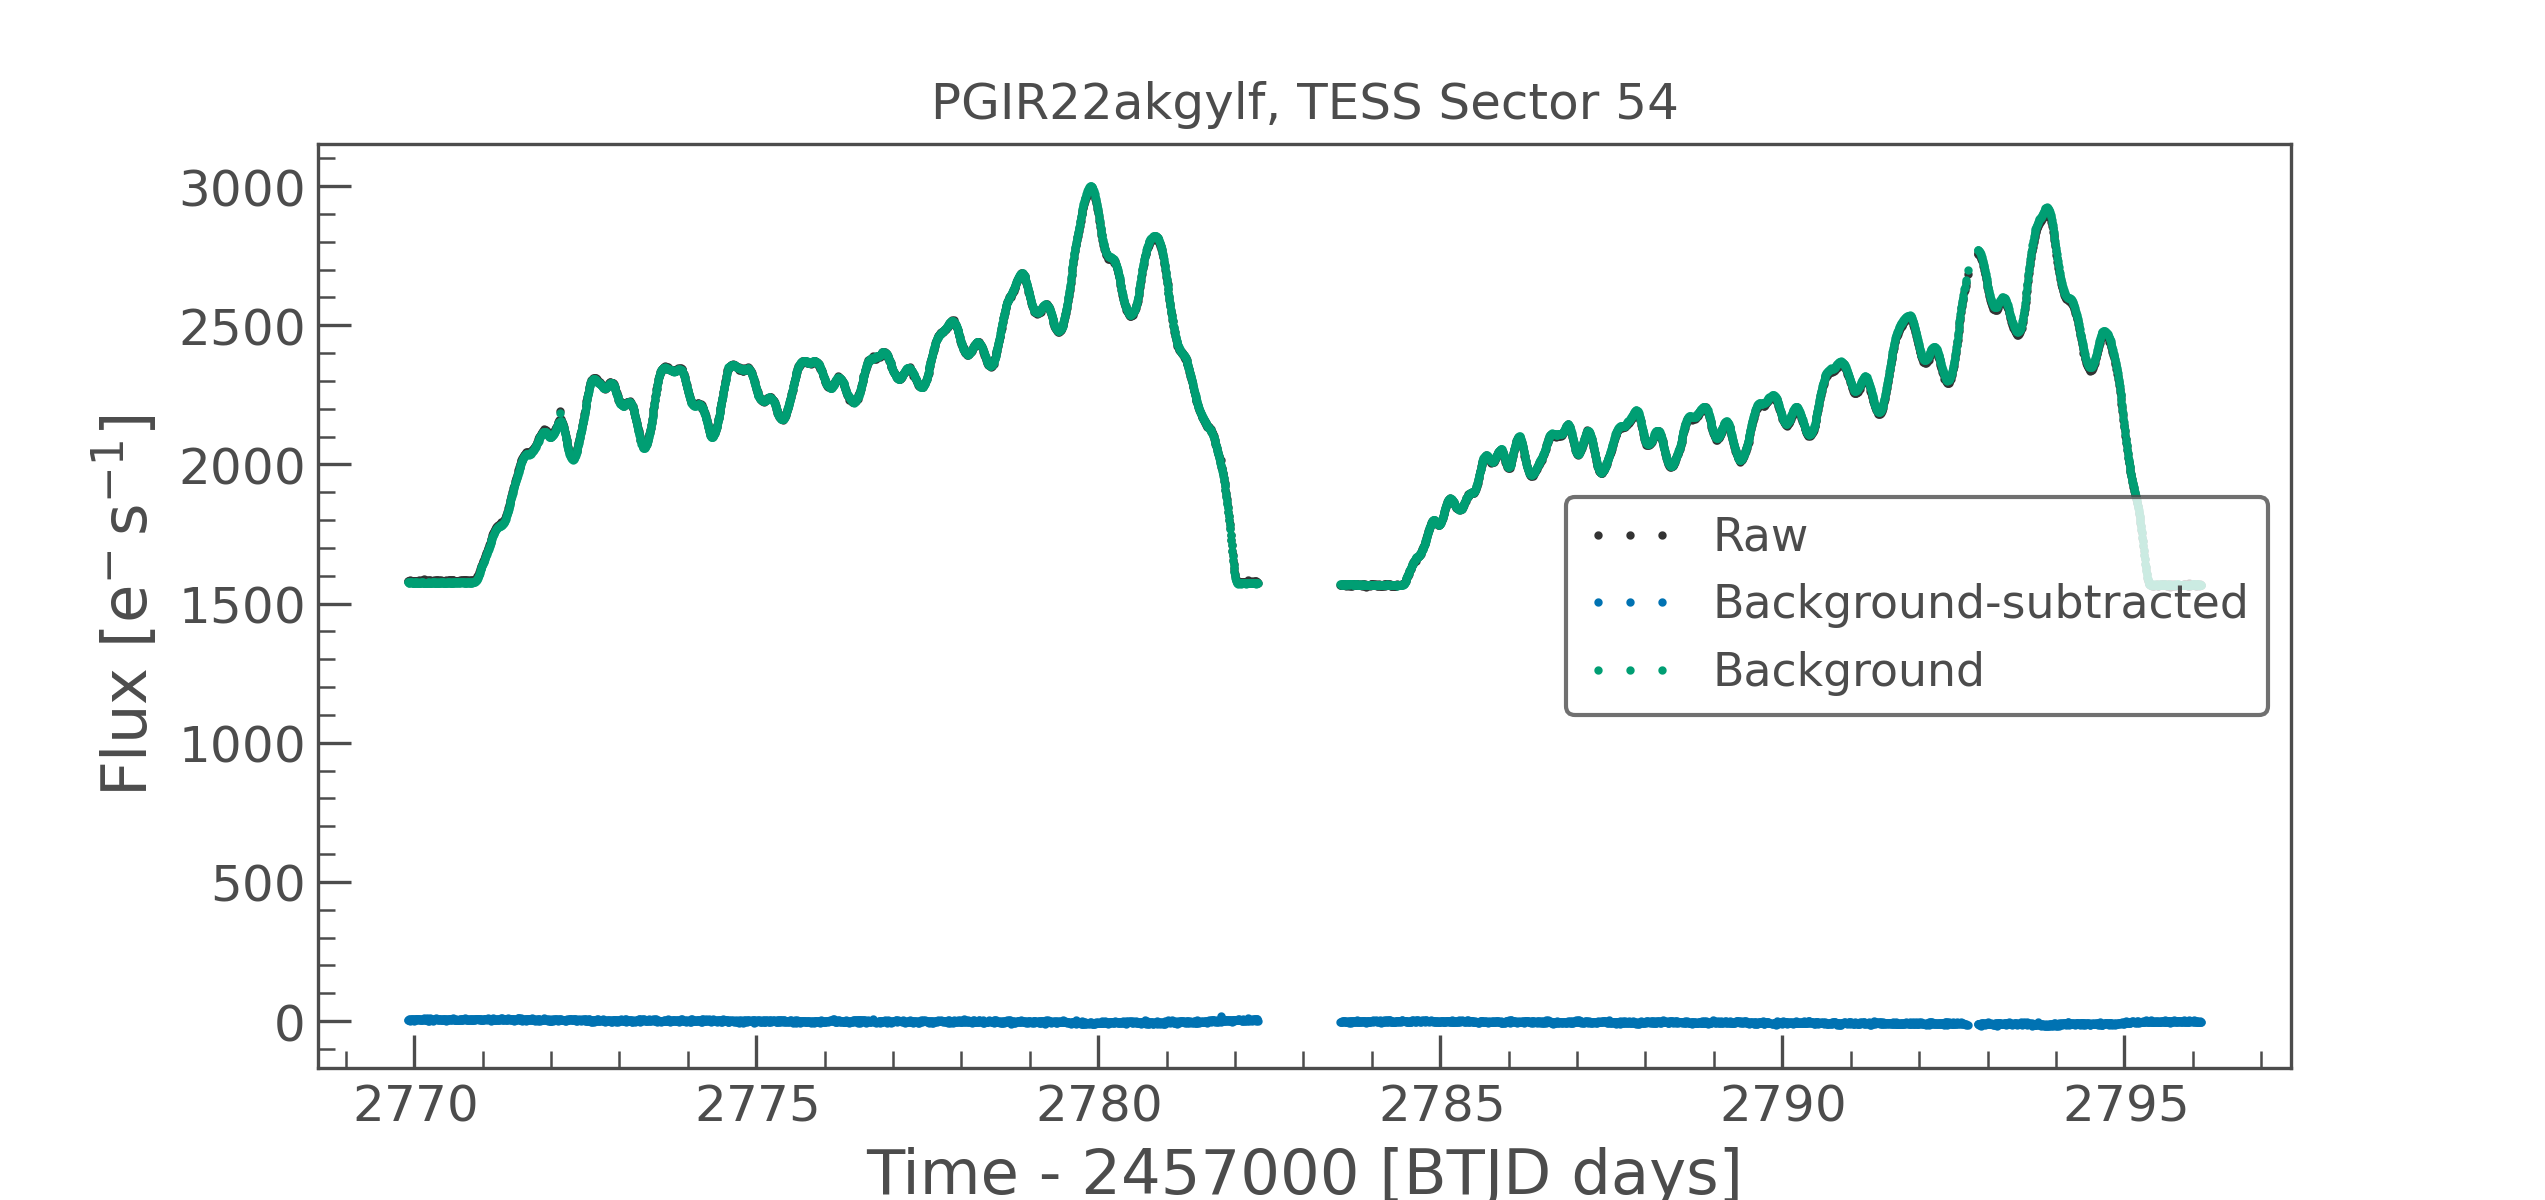 PGIR22akgylf, TESS Sector 54
3000
2500
2000
1500
1000
500
0
Flux [e⁻ s⁻¹]
Raw
Background-subtracted
Background
2770 2775 2780 2785 2790 2795
Time - 2457000 [BTJD days]